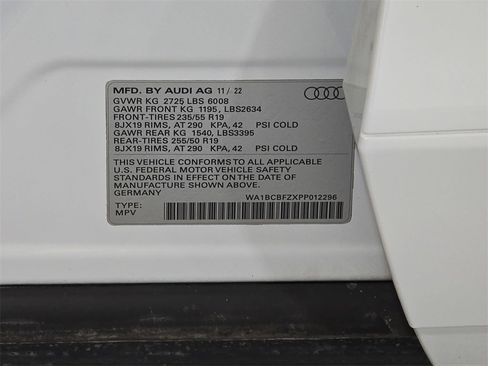 MFD. BY AUDI AG 11 / 22
GVWR KG 2725 LBS 6008
GAWR FRONT KG 1195, LBS2634
FRONT-TIRES 235/55 R19
8JX19 RIMS, AT 290 KPA, 42 PSI COLD
GAWR REAR KG 1540, LBS3395
REAR-TIRES 255/50 R19
8JX19 RIMS, AT 290 KPA, 42 PSI COLD
THIS VEHICLE CONFORMS TO ALL APPLICABLE
U.S. FEDERAL MOTOR VEHICLE SAFETY
STANDARDS IN EFFECT ON THE DATE OF
MANUFACTURE SHOWN ABOVE.
GERMANY
WA1BCBFZXPP012296
TYPE:
MPV